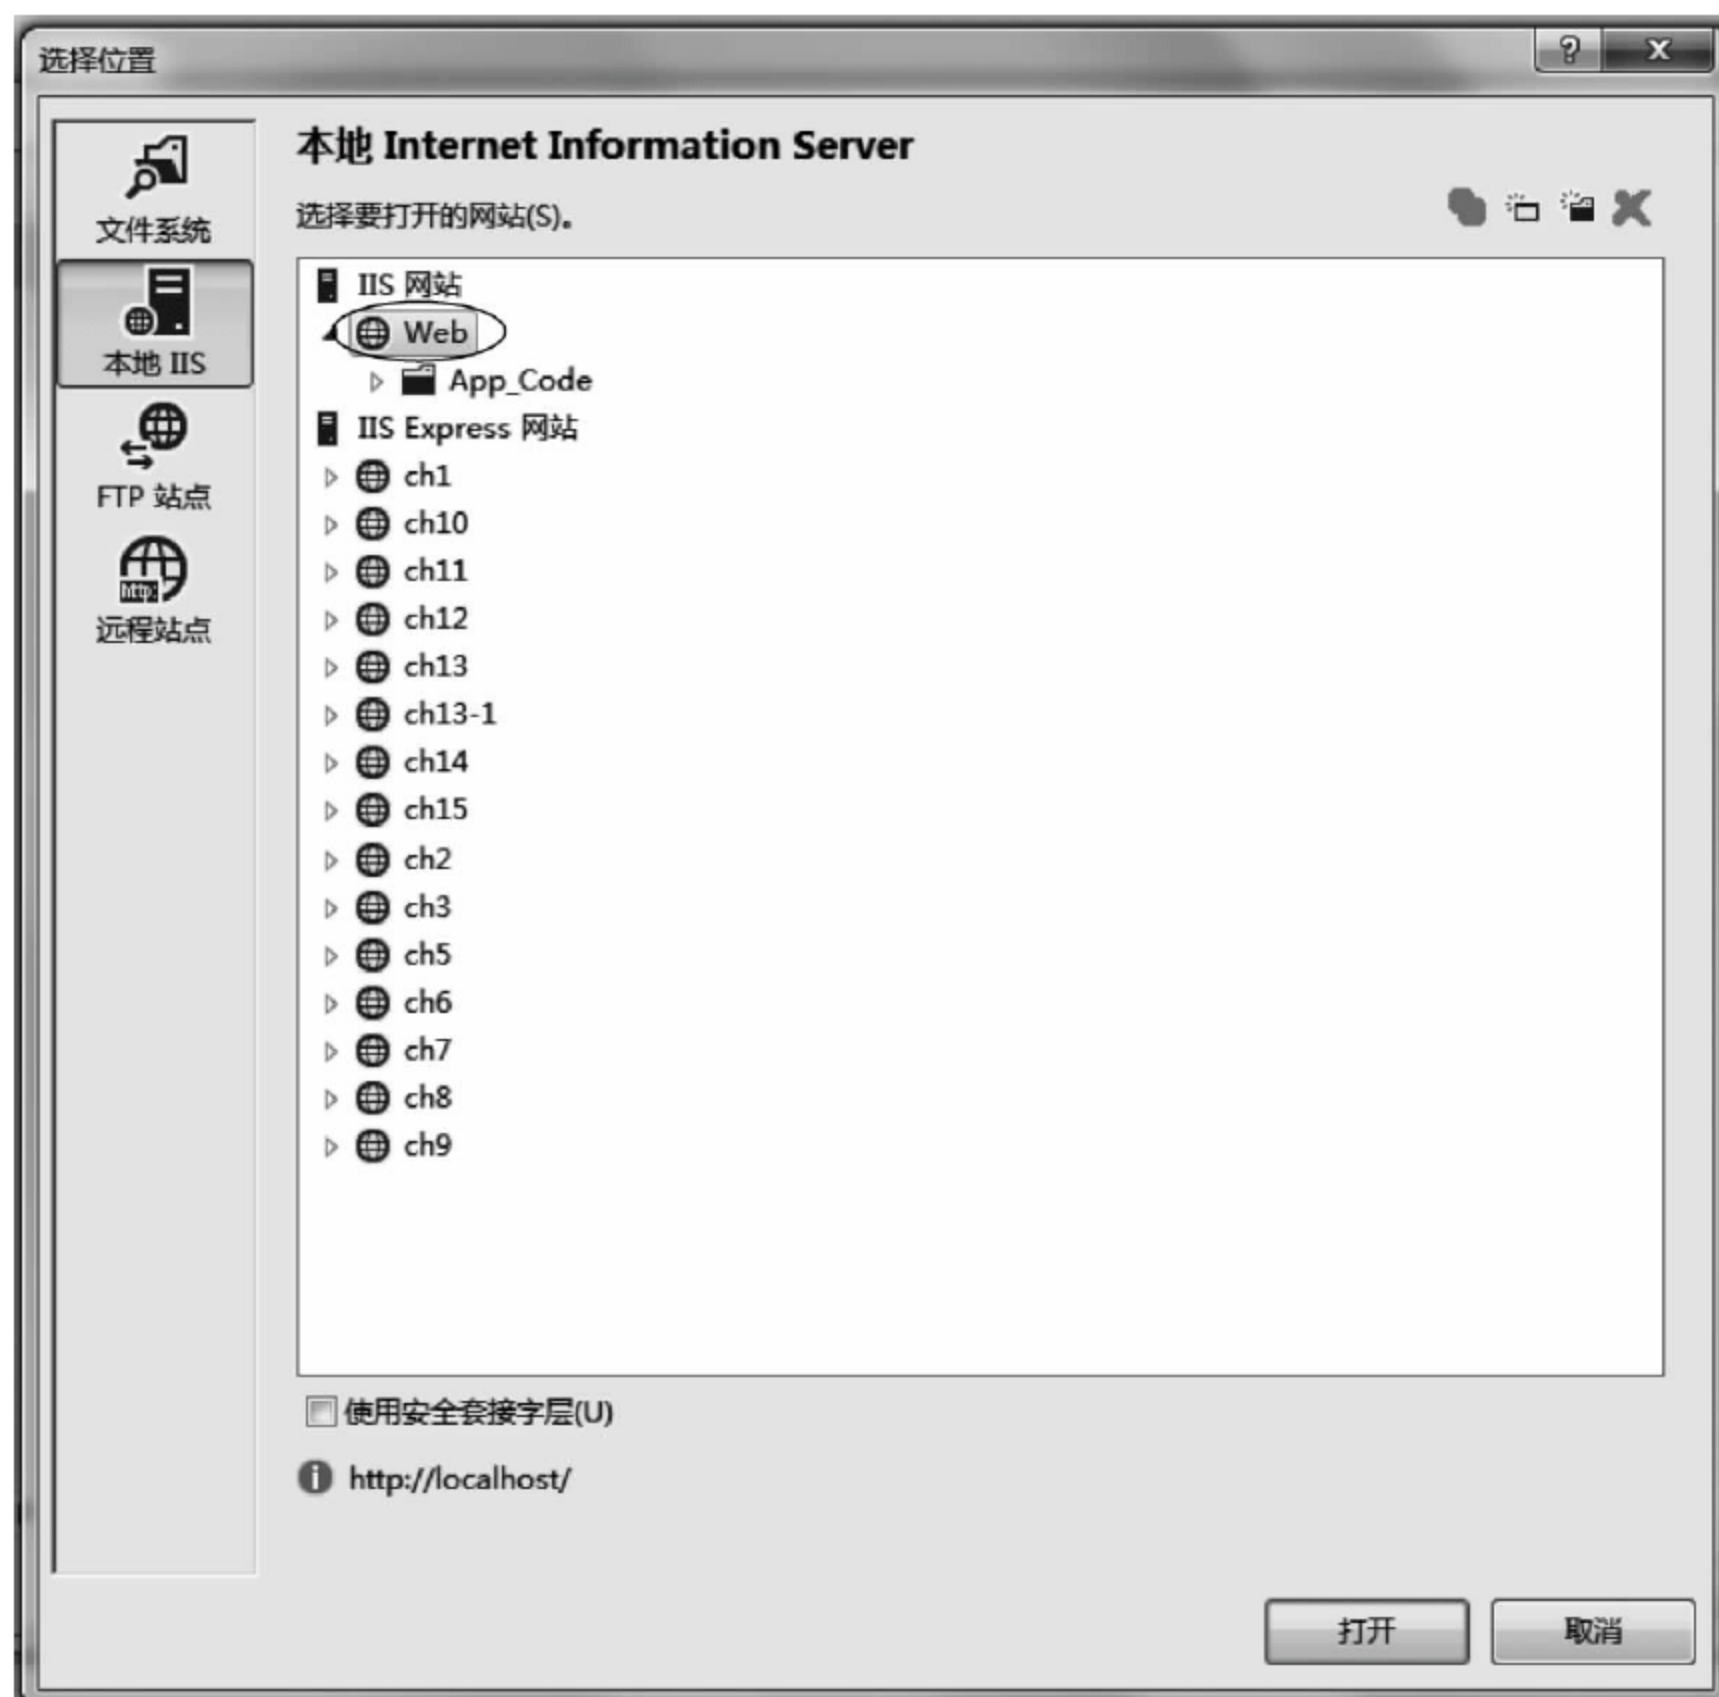 选择位置
文件系统
本地 IIS
FTP 站点
http:
远程站点
本地 Internet Information Server
选择要打开的网站(S)。
IIS 网站
Web
App_Code
IIS Express 网站
ch1
ch10
ch11
ch12
ch13
ch13-1
ch14
ch15
ch2
ch3
ch5
ch6
ch7
ch8
ch9
使用安全套接字层(U)
http://localhost/
打开
取消